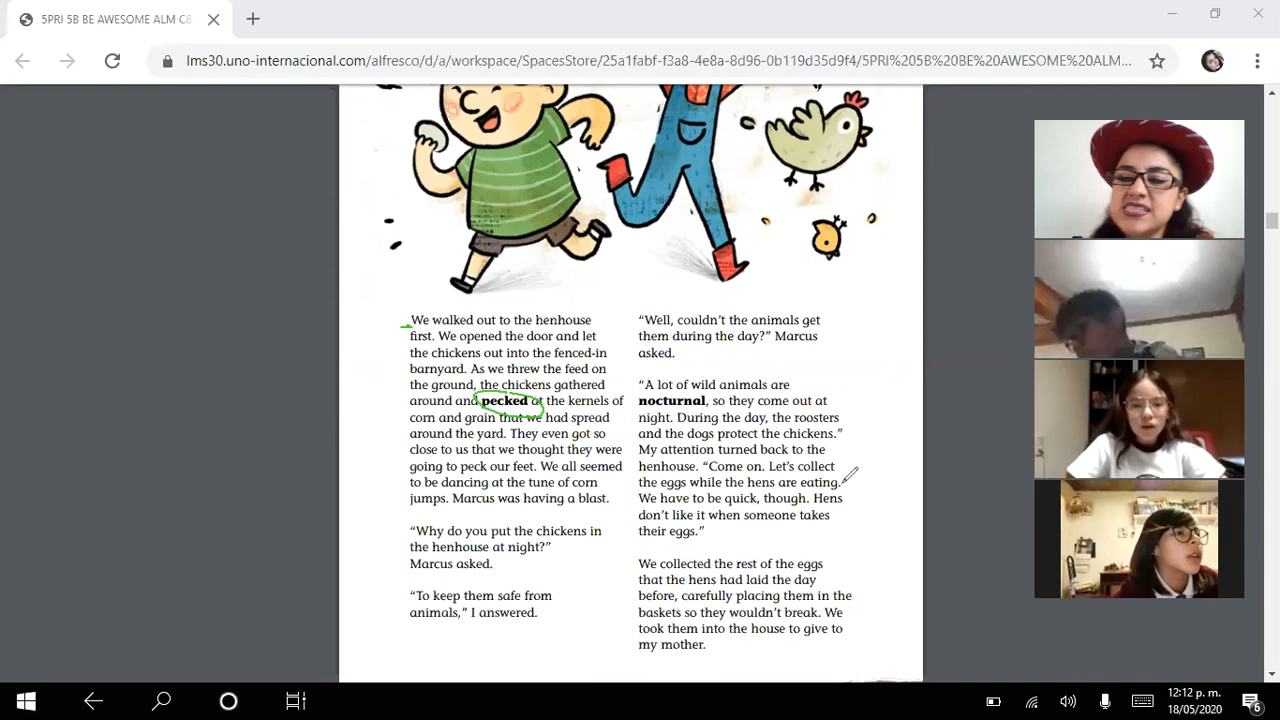 5PRI 5B BE AWESOME ALM C8
lms30.uno-internacional.com/alfresco/d/a/workspace/SpacesStore/25a1fabf-f3a8-4e8a-8d96-0b119d35d9f4/5PRI%205B%20BE%20AWESOME%20ALM...
We walked out to the henhouse
first. We opened the door and let
the chickens out into the fenced-in
barnyard. As we threw the feed on
the ground, the chickens gathered
around and pecked at the kernels of
corn and grain that we had spread
around the yard. They even got so
close to us that we thought they were
going to peck our feet. We all seemed
to be dancing at the tune of corn
jumps. Marcus was having a blast.
“Why do you put the chickens in
the henhouse at night?”
Marcus asked.
“To keep them safe from
animals,” I answered.
“Well, couldn’t the animals get
them during the day?” Marcus
asked.
“A lot of wild animals are
nocturnal, so they come out at
night. During the day, the roosters
and the dogs protect the chickens.”
My attention turned back to the
henhouse. “Come on. Let’s collect
the eggs while the hens are eating.
We have to be quick, though. Hens
don’t like it when someone takes
their eggs.”
We collected the rest of the eggs
that the hens had laid the day
before, carefully placing them in the
baskets so they wouldn’t break. We
took them into the house to give to
my mother.
12:12 p. m.
18/05/2020
6